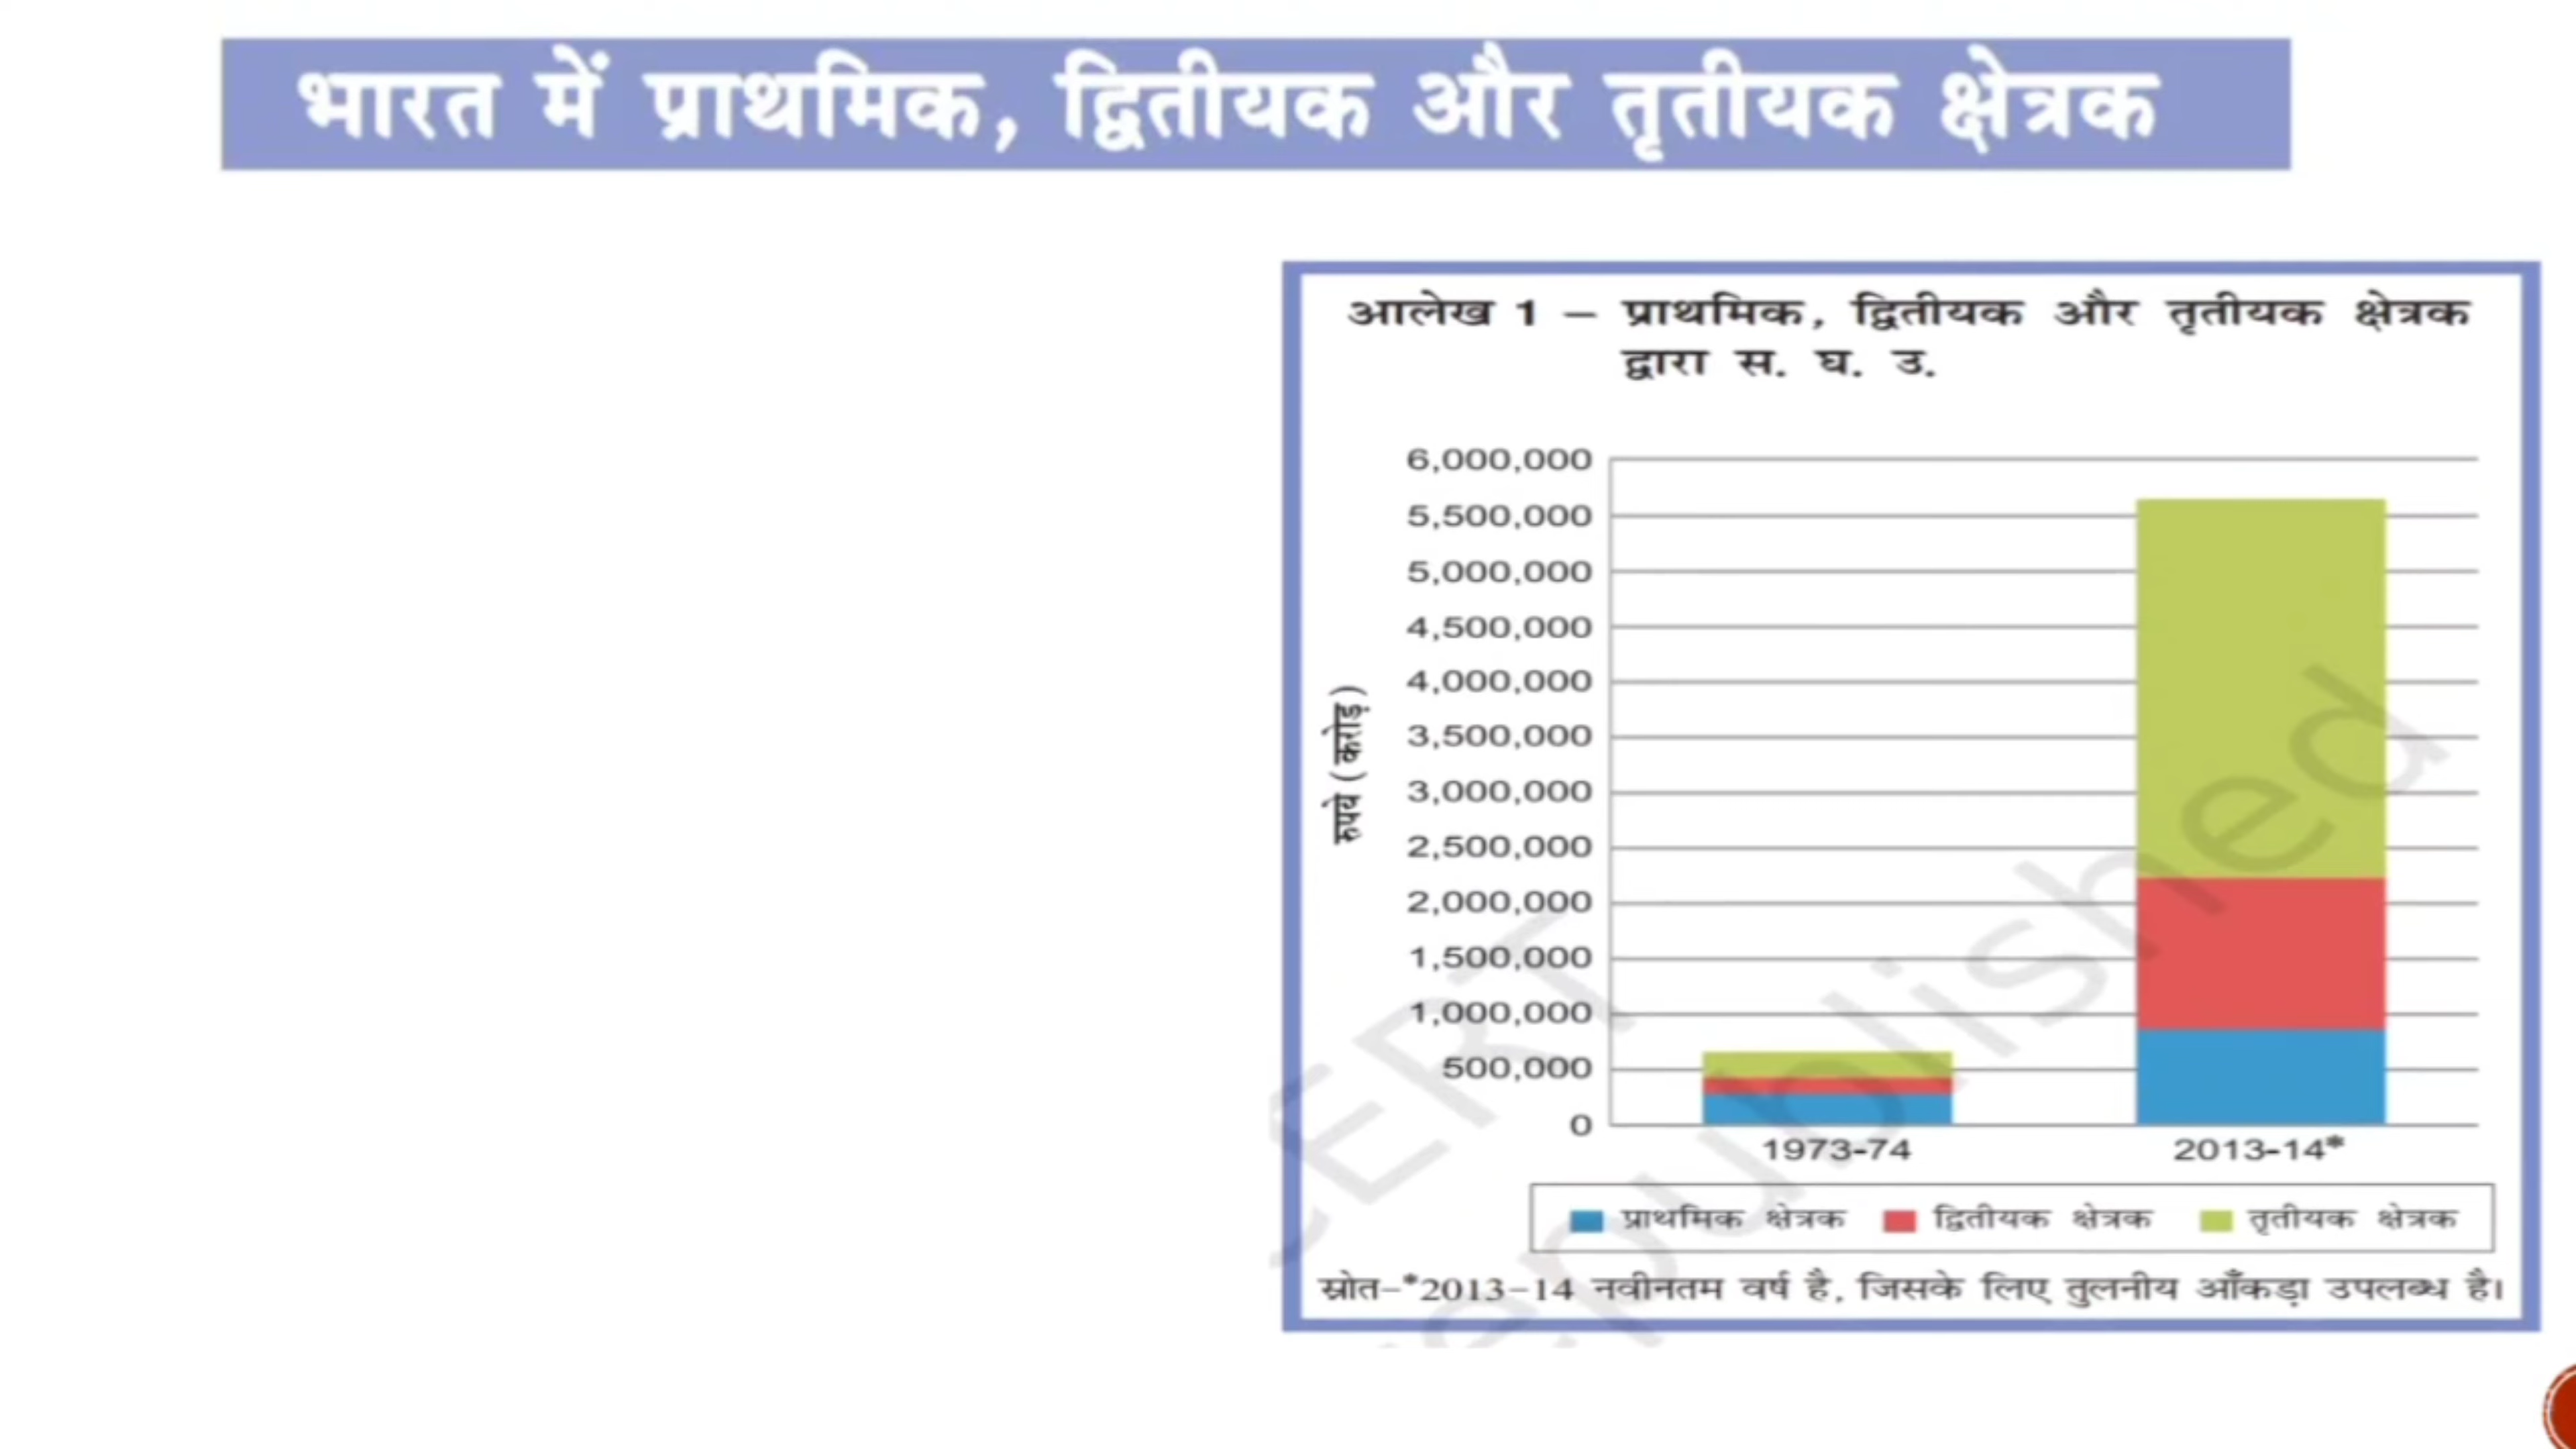 भारत में प्राथमिक, द्वितीयक और तृतीयक क्षेत्रक
आलेख 1 – प्राथमिक, द्वितीयक और तृतीयक क्षेत्रक
द्वारा स. घ. उ.
रुपये (करोड़)
6,000,000
5,500,000
5,000,000
4,500,000
4,000,000
3,500,000
3,000,000
2,500,000
2,000,000
1,500,000
1,000,000
500,000
0
1973-74 2013-14*
प्राथमिक क्षेत्रक द्वितीयक क्षेत्रक तृतीयक क्षेत्रक
स्रोत–*2013–14 नवीनतम वर्ष है, जिसके लिए तुलनीय आँकड़ा उपलब्ध है।